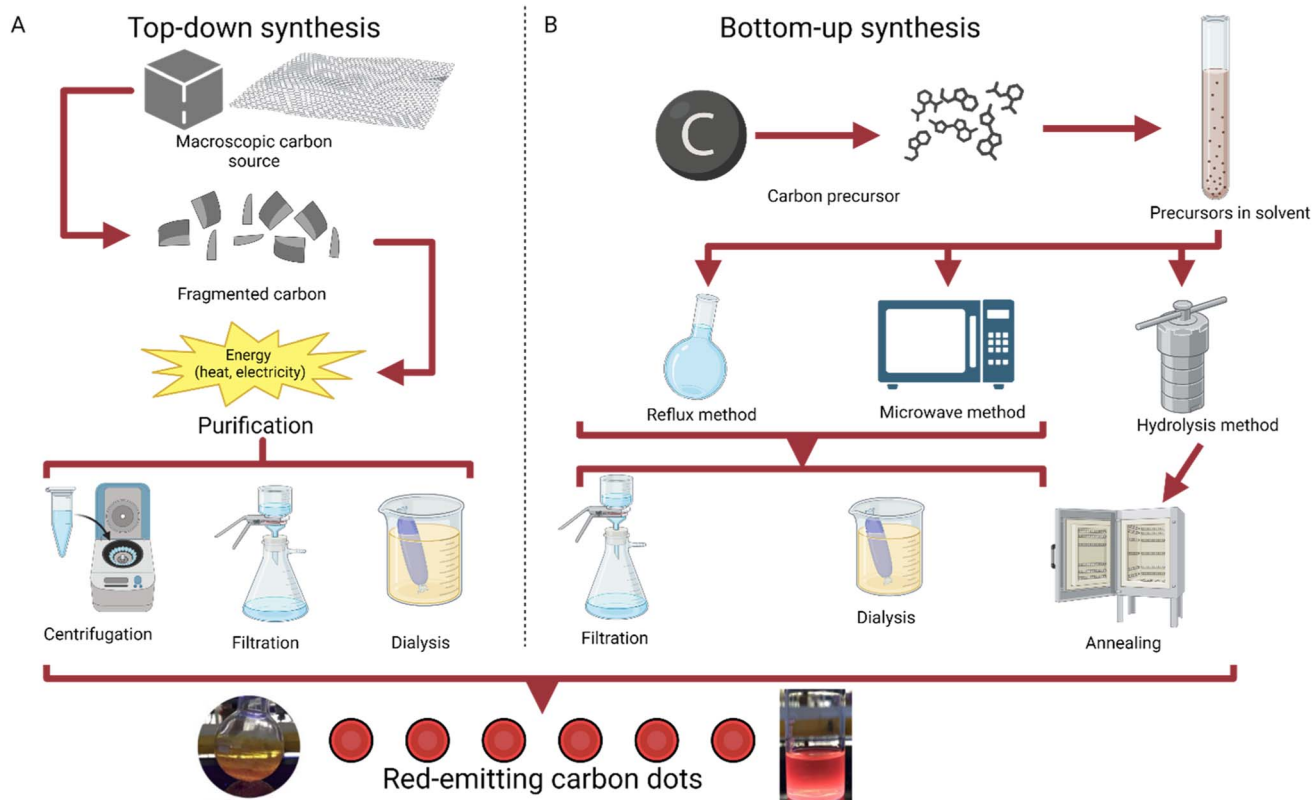 A
Top-down synthesis
Macroscopic carbon
source
Fragmented carbon
Energy
(heat, electricity)
Purification
Centrifugation
Filtration
Dialysis
B
Bottom-up synthesis
C
Carbon precursor
Precursors in solvent
Reflux method
Microwave method
Hydrolysis method
Filtration
Dialysis
Annealing
Red-emitting carbon dots